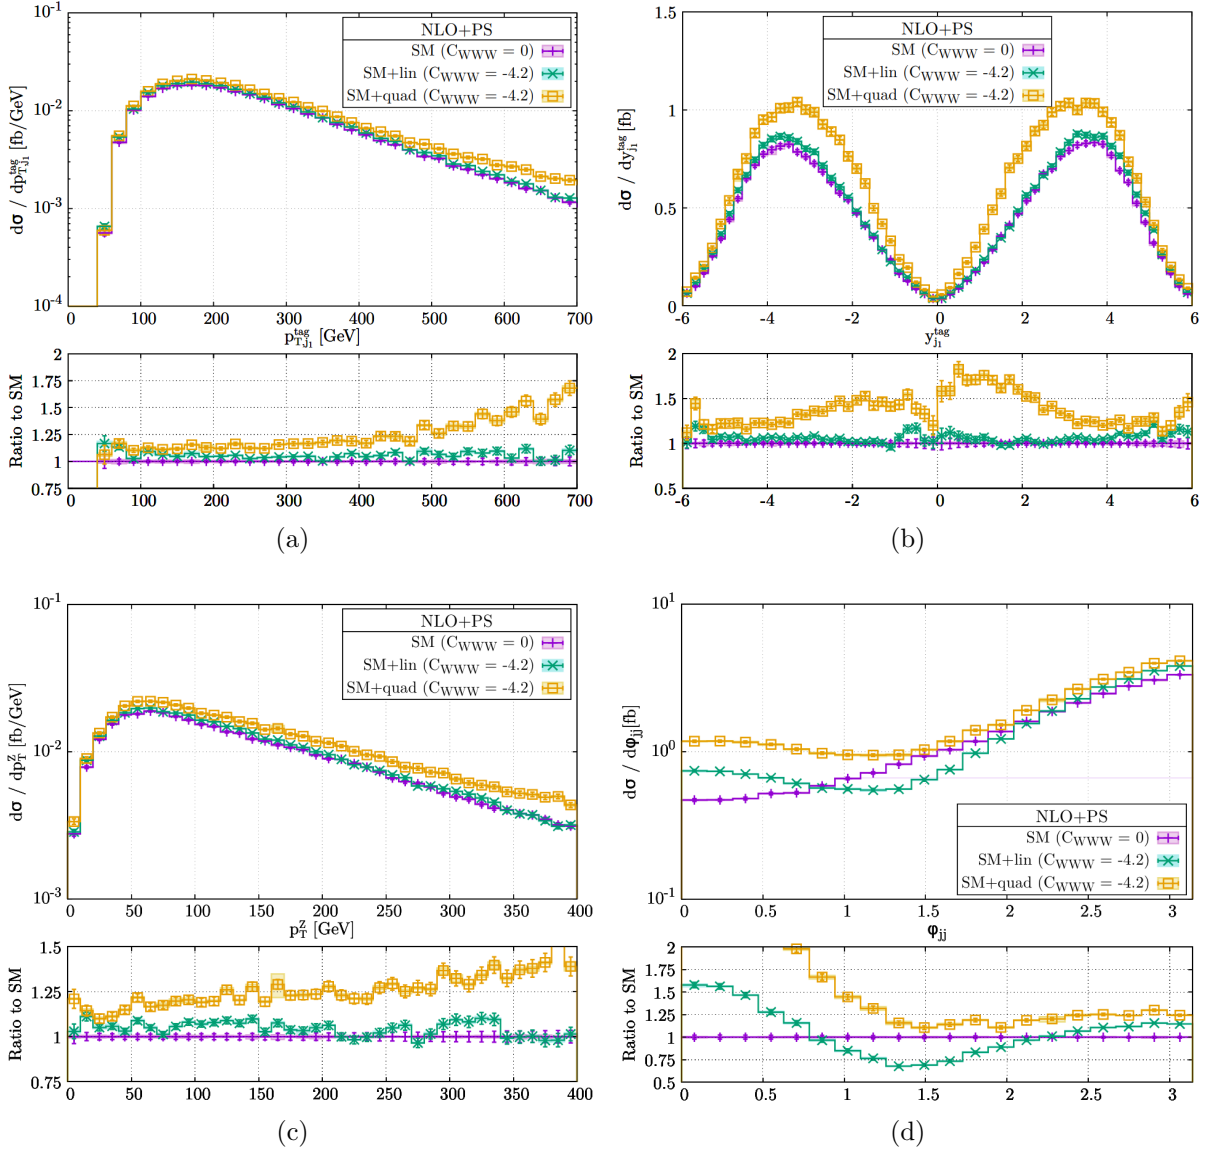 NLO+PS
SM (C_WWW = 0)
SM+lin (C_WWW = -4.2)
SM+quad (C_WWW = -4.2)
10^-1
10^-2
10^-3
10^-4
dσ / dp^tag_T,j1 [fb/GeV]
0 100 200 300 400 500 600 700
p^tag_T,j1 [GeV]
2
1.75
1.5
1.25
1
0.75
Ratio to SM
0 100 200 300 400 500 600 700
(a)
NLO+PS
SM (C_WWW = 0)
SM+lin (C_WWW = -4.2)
SM+quad (C_WWW = -4.2)
1.5
1
0.5
0
dσ / dy^tag_j1 [fb]
-6 -4 -2 0 2 4 6
y^tag_j1
2
1.5
1
0.5
Ratio to SM
-6 -4 -2 0 2 4 6
(b)
NLO+PS
SM (C_WWW = 0)
SM+lin (C_WWW = -4.2)
SM+quad (C_WWW = -4.2)
10^-1
10^-2
10^-3
dσ / dp^Z_T [fb/GeV]
0 50 100 150 200 250 300 350 400
p^Z_T [GeV]
1.5
1.25
1
0.75
Ratio to SM
0 50 100 150 200 250 300 350 400
(c)
10^1
10^0
10^-1
dσ / dφ_jj[fb]
NLO+PS
SM (C_WWW = 0)
SM+lin (C_WWW = -4.2)
SM+quad (C_WWW = -4.2)
0 0.5 1 1.5 2 2.5 3
φ_jj
2
1.75
1.5
1.25
1
0.75
0.5
Ratio to SM
0 0.5 1 1.5 2 2.5 3
(d)